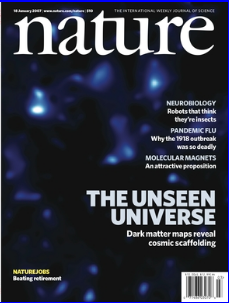 18 January 2007 www.nature.com/nature £10
THE INTERNATIONAL WEEKLY JOURNAL OF SCIENCE
nature
NEUROBIOLOGY
Robots that think
they're insects
PANDEMIC FLU
Why the 1918 outbreak
was so deadly
MOLECULAR MAGNETS
An attractive proposition
THE UNSEEN
UNIVERSE
Dark matter maps reveal
cosmic scaffolding
NATUREJOBS
Beating retirement